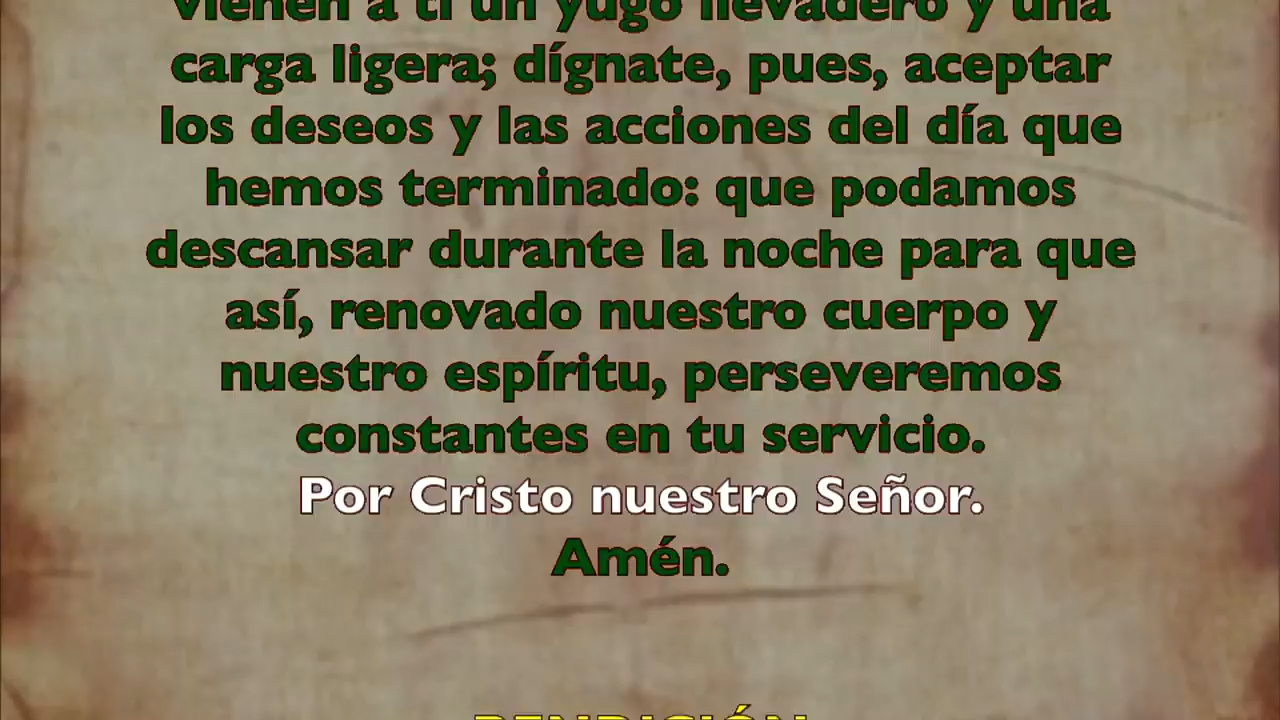 vienen a ti un yugo llevadero y una
carga ligera; dígnate, pues, aceptar
los deseos y las acciones del día que
hemos terminado: que podamos
descansar durante la noche para que
así, renovado nuestro cuerpo y
nuestro espíritu, perseveremos
constantes en tu servicio.
Por Cristo nuestro Señor.
Amén.
BENDICIÓN